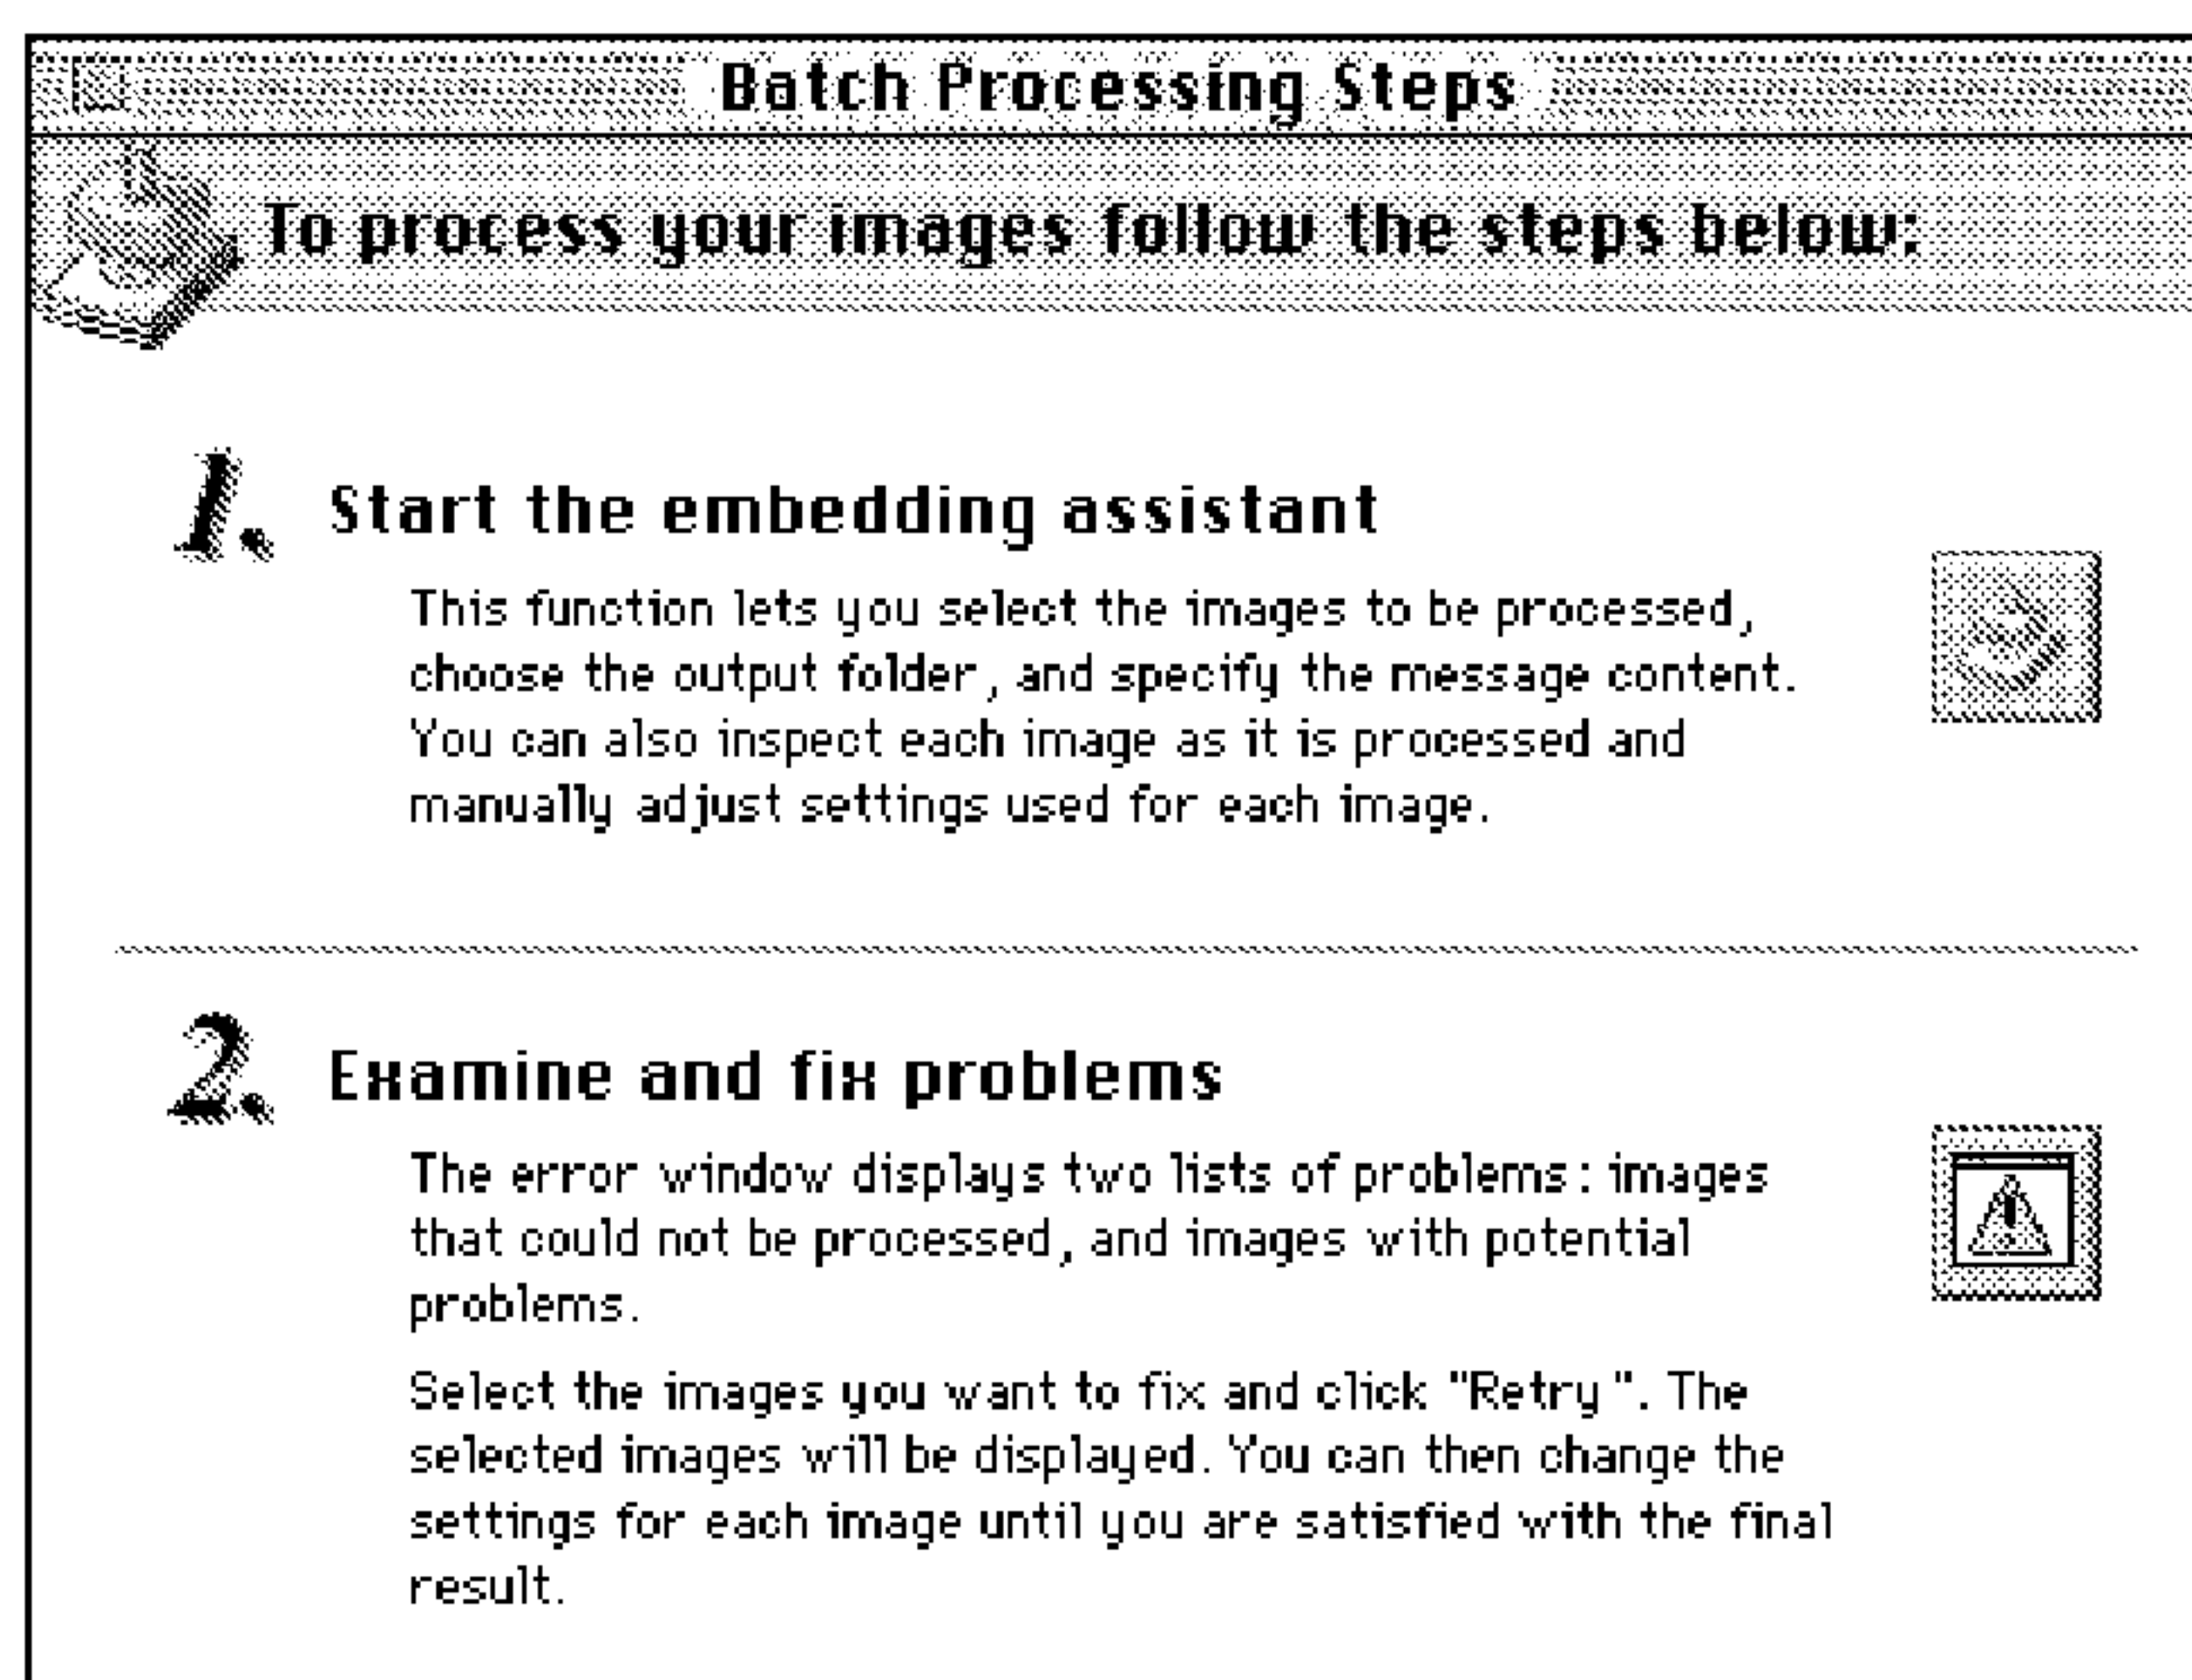 Batch Processing Steps
To process your images follow the steps below:
1. Start the embedding assistant
This function lets you select the images to be processed,
choose the output folder, and specify the message content.
You can also inspect each image as it is processed and
manually adjust settings used for each image.
2. Examine and fix problems
The error window displays two lists of problems: images
that could not be processed, and images with potential
problems.
Select the images you want to fix and click "Retry". The
selected images will be displayed. You can then change the
settings for each image until you are satisfied with the final
result.